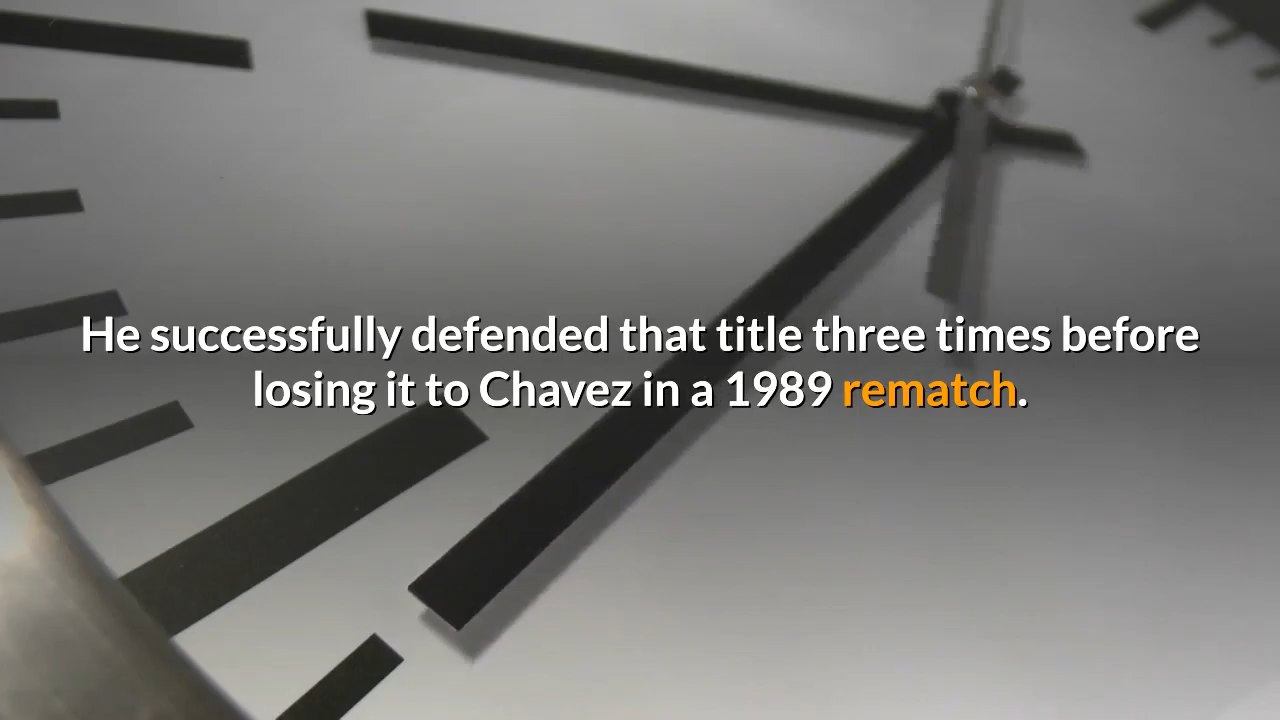 He successfully defended that title three times before
losing it to Chavez in a 1989 rematch.